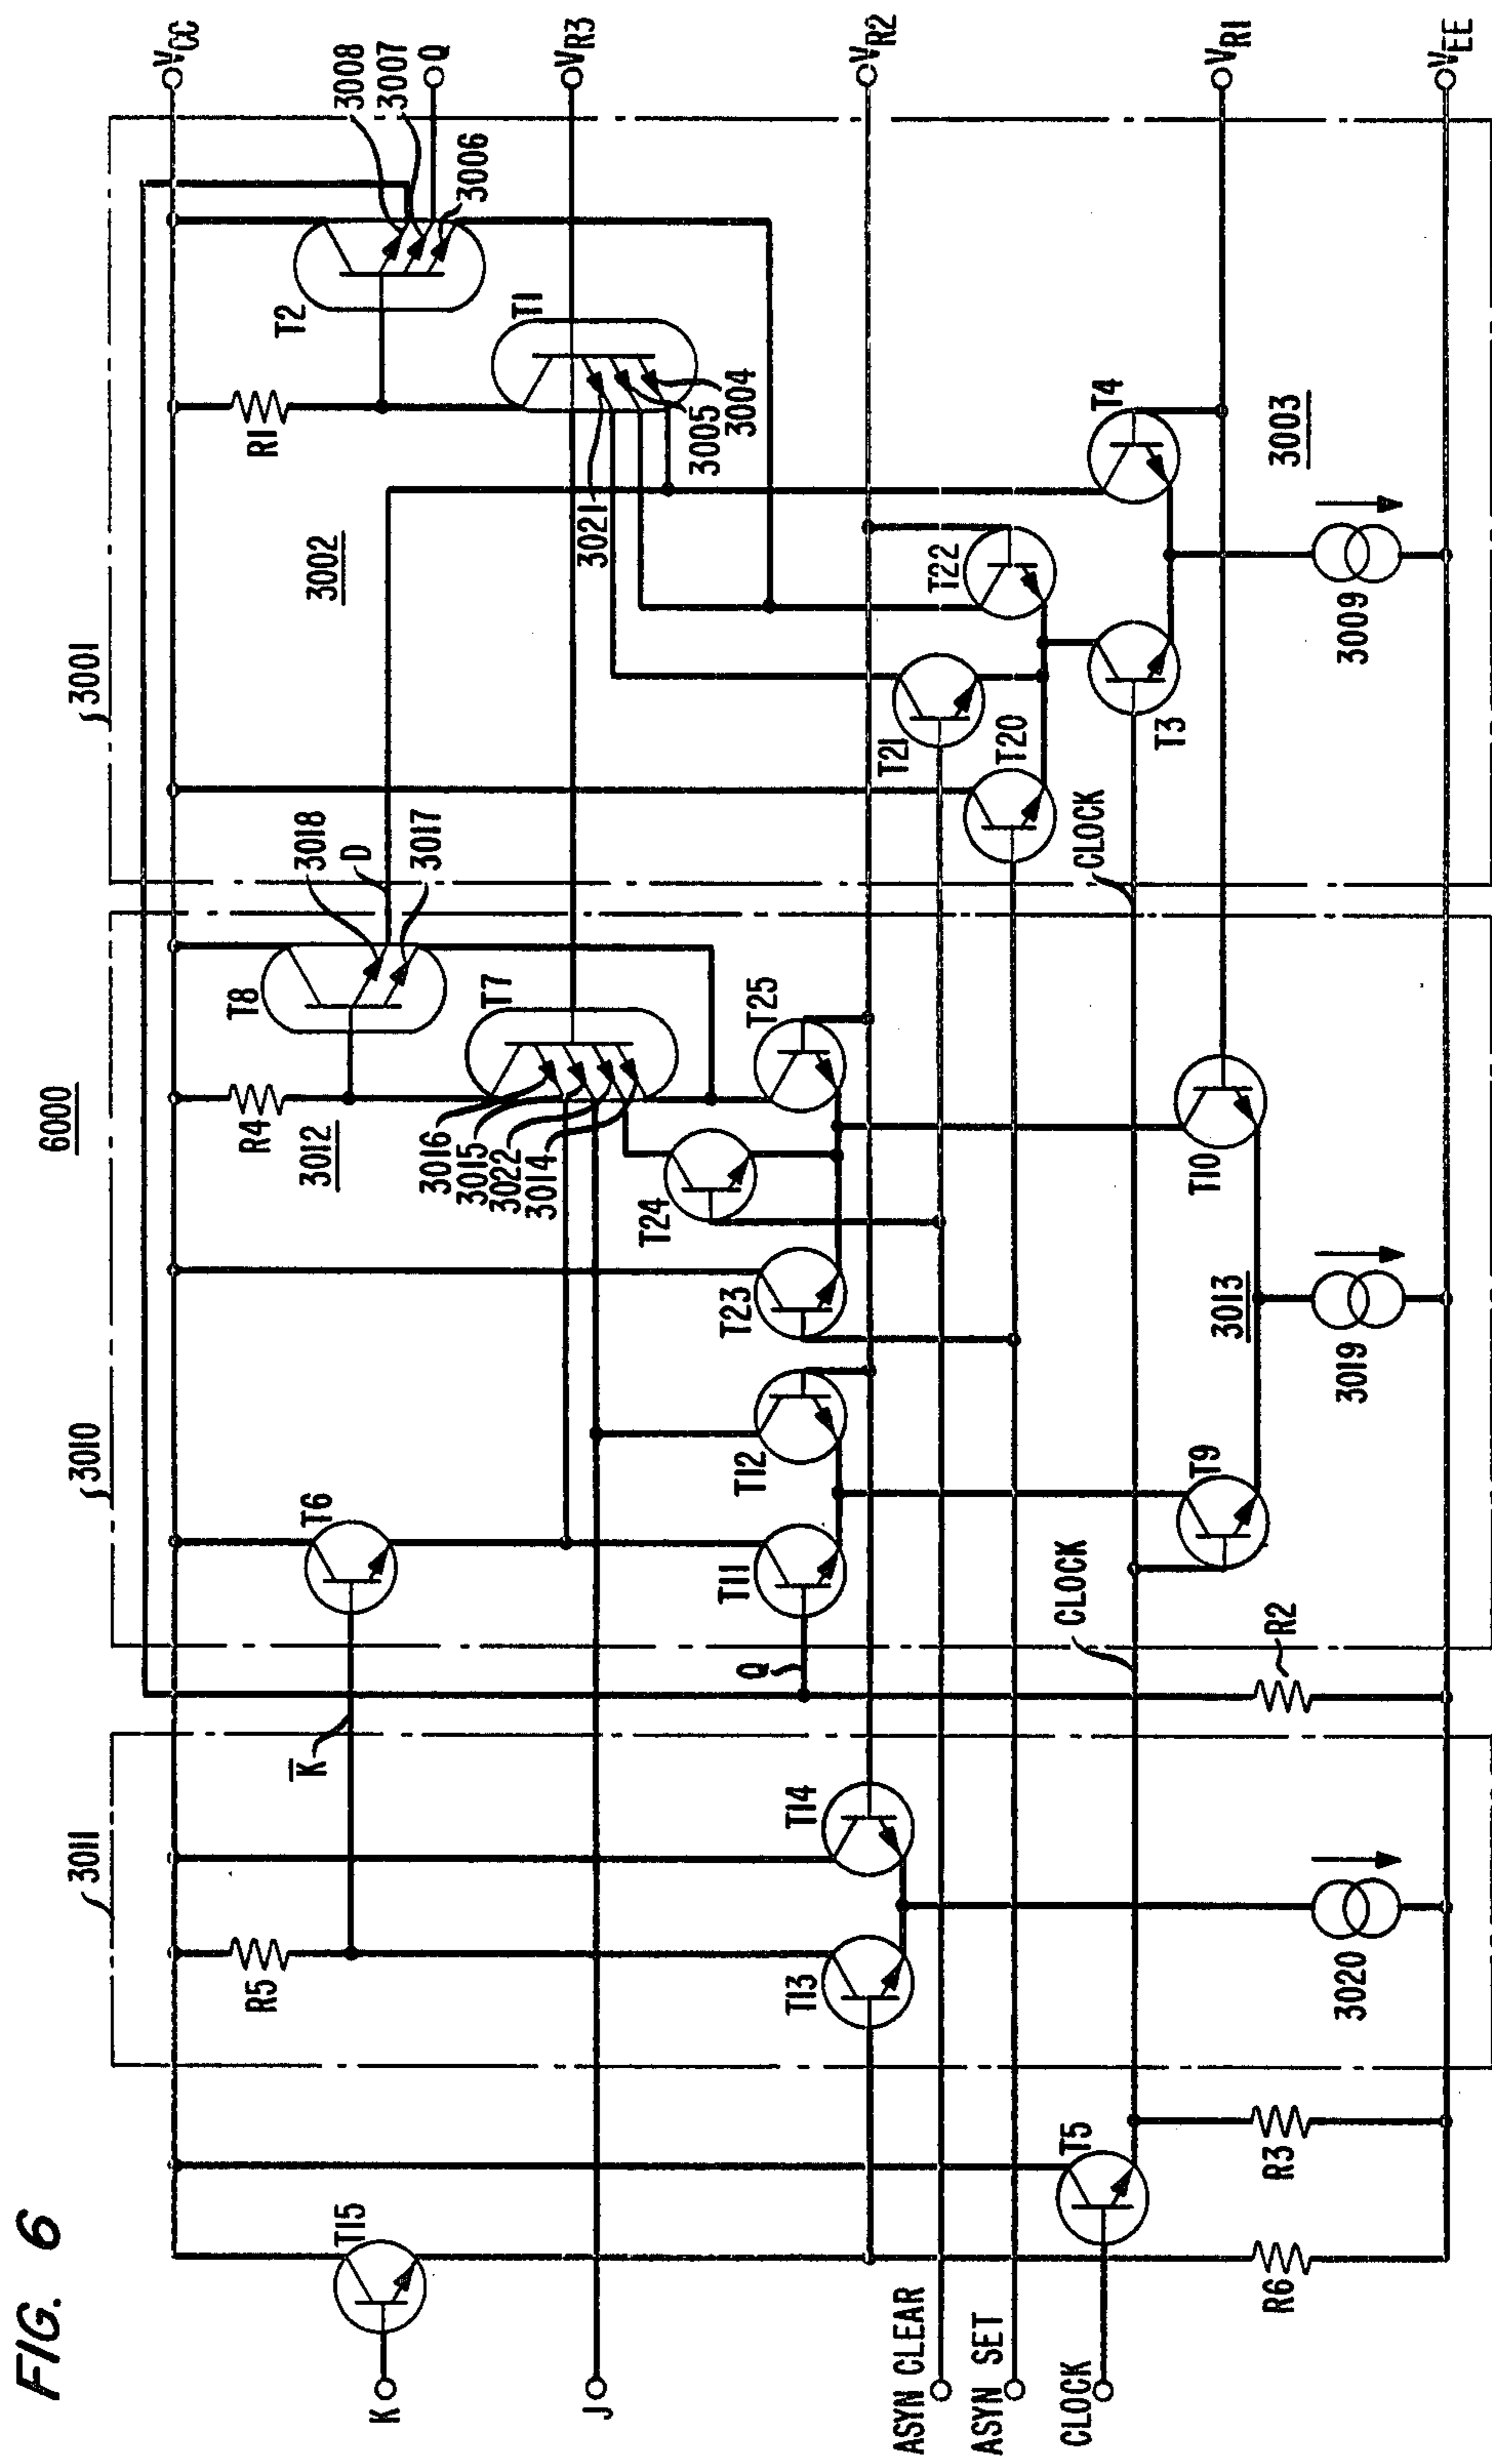 FIG. 6
6000
3011
3010
3001
VCC
Q
VR3
VR2
VR1
VEE
K
J
ASYN CLEAR
ASYN SET
CLOCK
T15
R6
T5
R3
R5
T13
T14
3020
K̅
Q
R2
CLOCK
T6
T11
T12
T9
3013
3019
T10
T23
T24
T25
R4
3012
3016
3015
3022
3014
T7
T8
3018
D
3017
CLOCK
T20
T21
T22
T3
T4
3009
3003
3002
3021
3005
3004
T1
R1
T2
3008
3007
3006